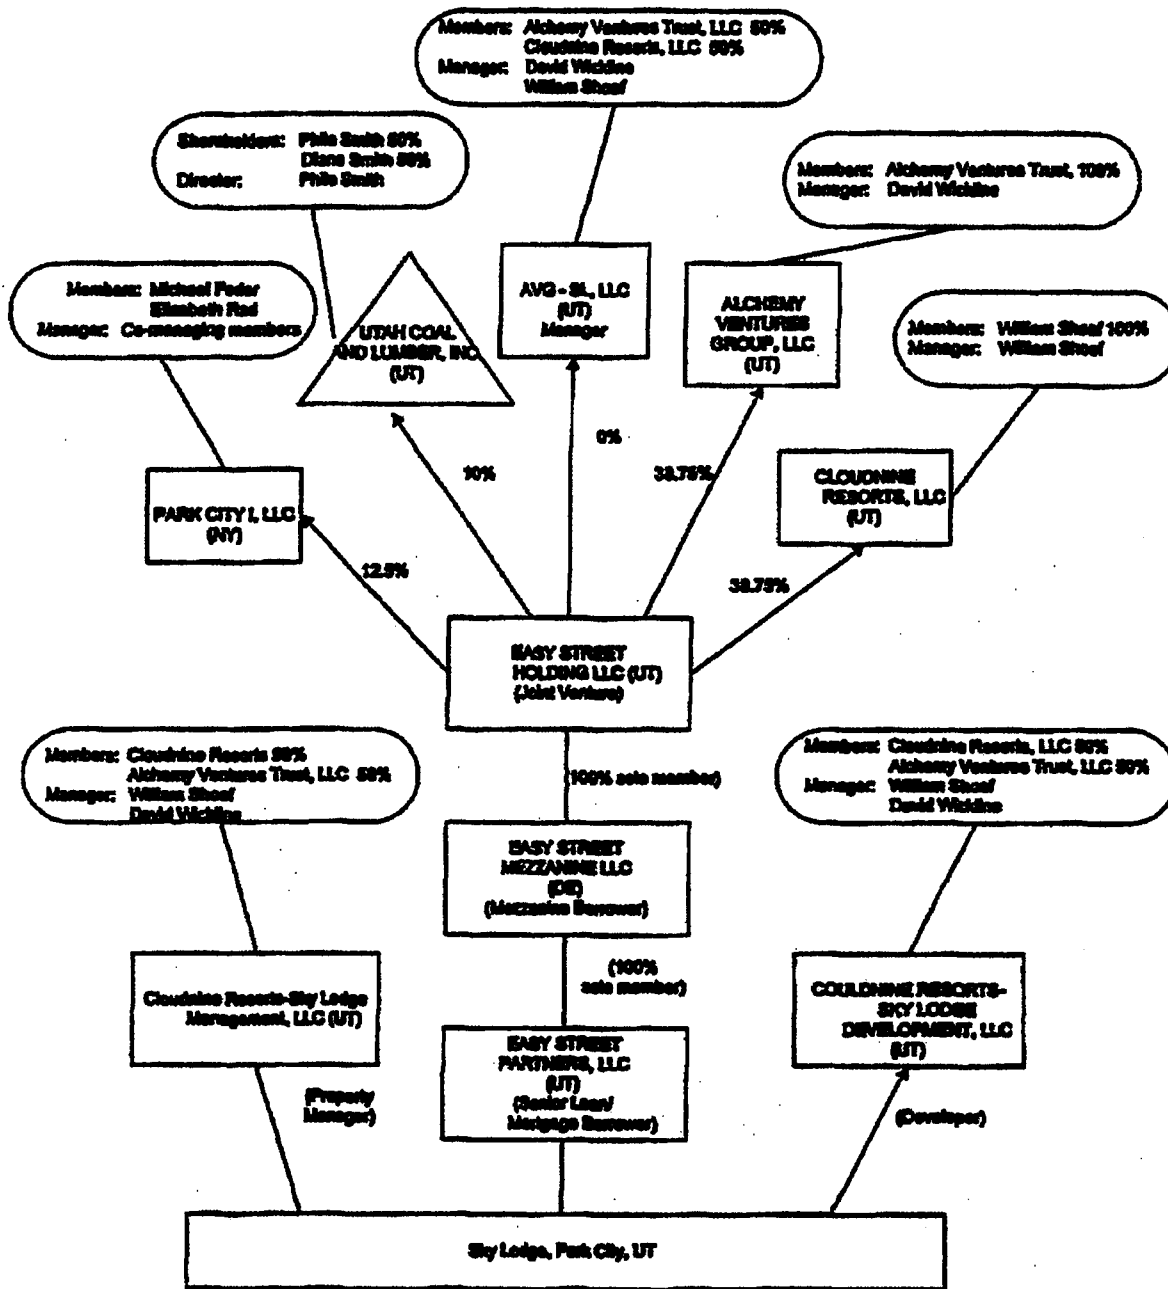 Members: Alchemy Ventures Trust, LLC 50%
Cloudnine Resorts, LLC 50%
Manager: David Wickline
William Shoaf
Shareholders: Philo Smith 50%
Diane Smith 50%
Director: Philo Smith
Members: Alchemy Ventures Trust, 100%
Manager: David Wickline
Members: Michael Feder
Elizabeth Rad
Manager: Co-managing members
Members: William Shoaf 100%
Manager: William Shoaf
UTAH COAL
AND LUMBER, INC.
(UT)
AVG - SL, LLC
(UT)
Manager
ALCHEMY
VENTURES
GROUP, LLC
(UT)
PARK CITY I, LLC
(NY)
CLOUDNINE
RESORTS, LLC
(UT)
12.5%
10%
0%
38.75%
38.75%
EASY STREET
HOLDING LLC (UT)
(Joint Venture)
(100% sole member)
Members: Cloudnine Resorts 50%
Alchemy Ventures Trust, LLC 50%
Manager: William Shoaf
David Wickline
Members: Cloudnine Resorts, LLC 50%
Alchemy Ventures Trust, LLC 50%
Manager: William Shoaf
David Wickline
EASY STREET
MEZZANINE LLC
(DE)
(Mezzanine Borrower)
(100%
sole member)
Cloudnine Resorts-Sky Lodge
Management, LLC (UT)
EASY STREET
PARTNERS, LLC
(UT)
(Senior Loan/
Mortgage Borrower)
COULDNINE RESORTS-
SKY LODGE
DEVELOPMENT, LLC
(UT)
(Property
Manager)
(Developer)
Sky Lodge, Park City, UT